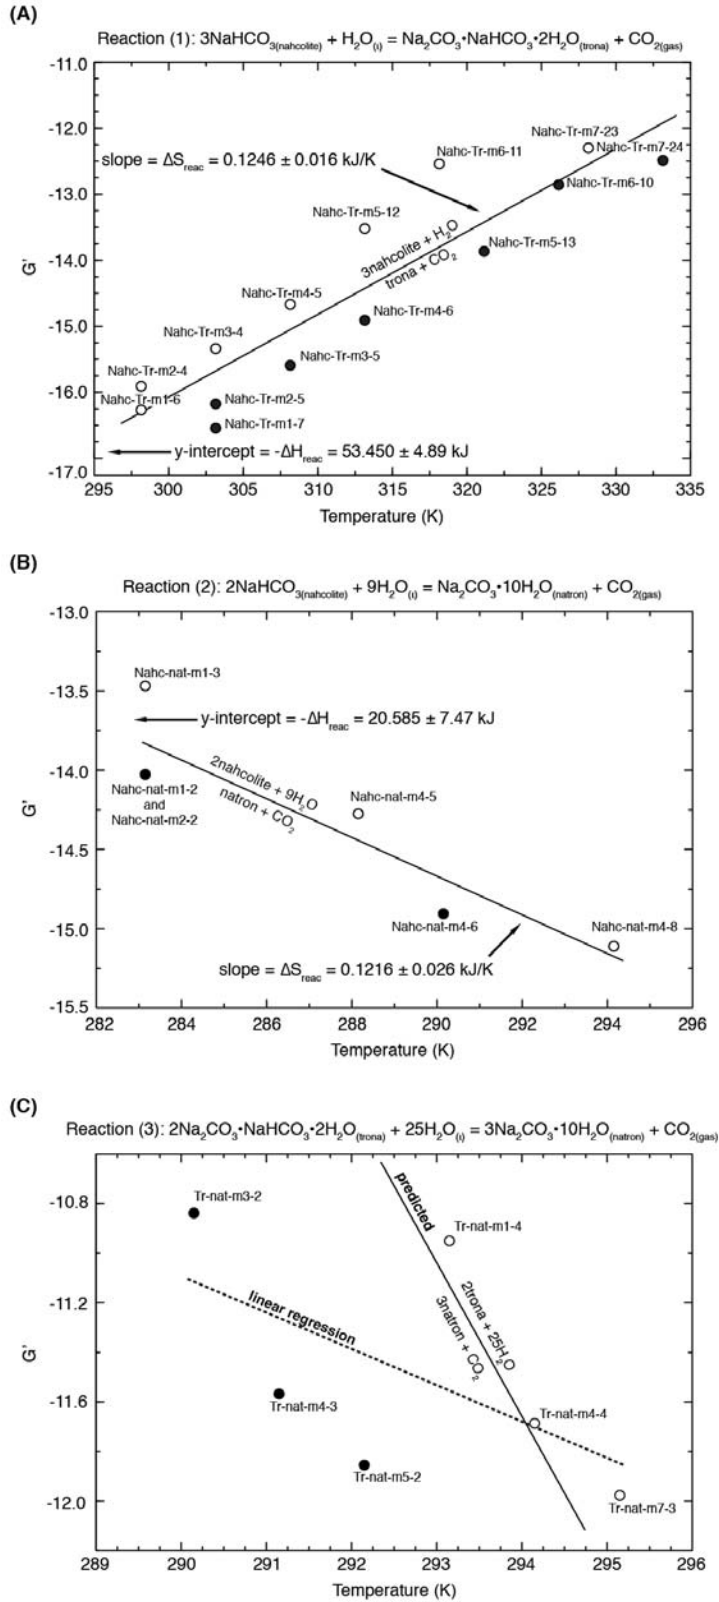 (A)
Reaction (1): 3NaHCO3(nahcolite) + H2O(ι) = Na2CO3•NaHCO3•2H2O(trona) + CO2(gas)
-11.0
-12.0
-13.0
-14.0
-15.0
-16.0
-17.0
G'
slope = ΔSreac = 0.1246 ± 0.016 kJ/K
Nahc-Tr-m7-23
Nahc-Tr-m7-24
Nahc-Tr-m6-11
Nahc-Tr-m6-10
Nahc-Tr-m5-12
3nahcolite + H2O
trona + CO2
Nahc-Tr-m5-13
Nahc-Tr-m4-5
Nahc-Tr-m4-6
Nahc-Tr-m3-4
Nahc-Tr-m3-5
Nahc-Tr-m2-4
Nahc-Tr-m1-6
Nahc-Tr-m2-5
Nahc-Tr-m1-7
y-intercept = -ΔHreac = 53.450 ± 4.89 kJ
295 300 305 310 315 320 325 330 335
Temperature (K)
(B)
Reaction (2): 2NaHCO3(nahcolite) + 9H2O(ι) = Na2CO3•10H2O(natron) + CO2(gas)
-13.0
-13.5
-14.0
-14.5
-15.0
-15.5
G'
Nahc-nat-m1-3
y-intercept = -ΔHreac = 20.585 ± 7.47 kJ
2nahcolite + 9H2O
natron + CO2
Nahc-nat-m1-2
and
Nahc-nat-m2-2
Nahc-nat-m4-5
Nahc-nat-m4-6
Nahc-nat-m4-8
slope = ΔSreac = 0.1216 ± 0.026 kJ/K
282 284 286 288 290 292 294 296
Temperature (K)
(C)
Reaction (3): 2Na2CO3•NaHCO3•2H2O(trona) + 25H2O(ι) = 3Na2CO3•10H2O(natron) + CO2(gas)
-10.8
-11.2
-11.6
-12.0
G'
Tr-nat-m3-2
predicted
Tr-nat-m1-4
linear regression
2trona + 25H2O
3natron + CO2
Tr-nat-m4-3
Tr-nat-m4-4
Tr-nat-m5-2
Tr-nat-m7-3
289 290 291 292 293 294 295 296
Temperature (K)